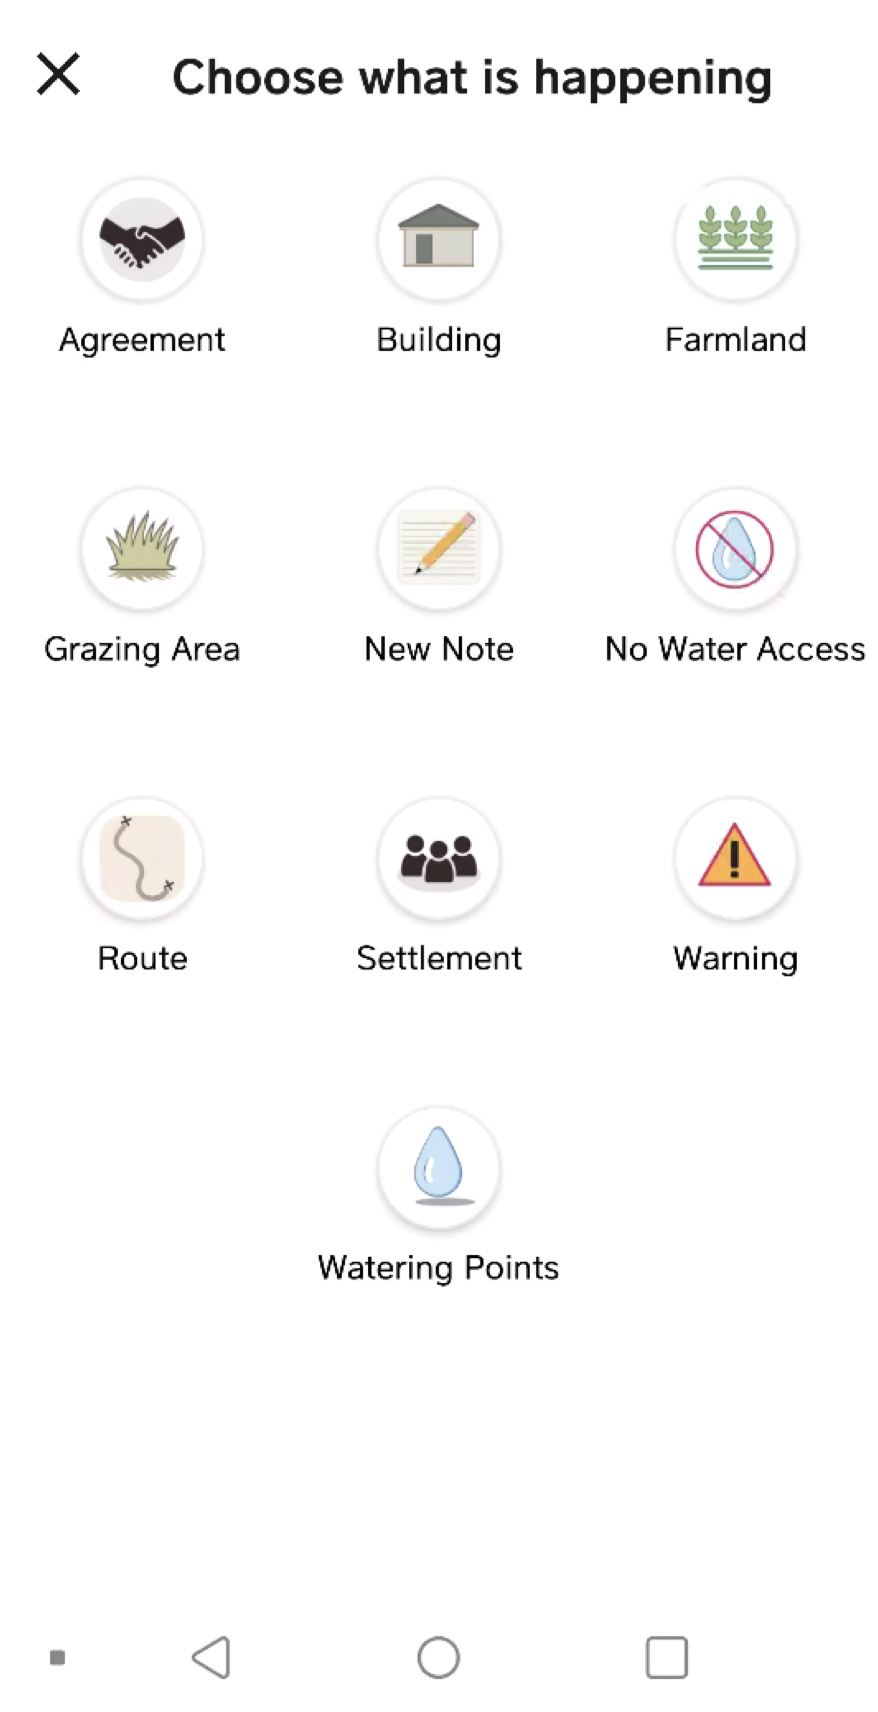 Choose what is happening
Agreement
Building
Farmland
Grazing Area
New Note
No Water Access
Route
Settlement
Warning
Watering Points